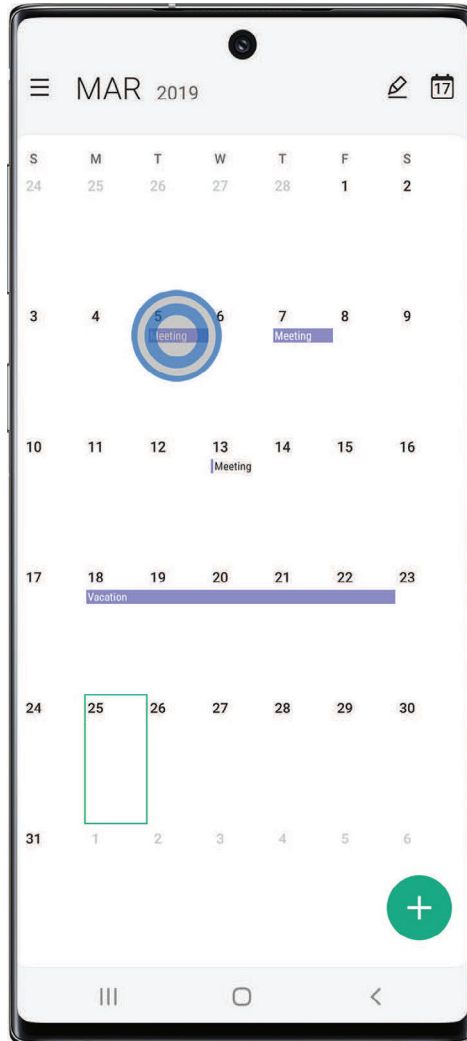 MAR 2019
17
S M T W T F S
24 25 26 27 28 1 2
3 4 5 6 7 8 9
Meeting Meeting
10 11 12 13 14 15 16
Meeting
17 18 19 20 21 22 23
Vacation
24 25 26 27 28 29 30
31 1 2 3 4 5 6